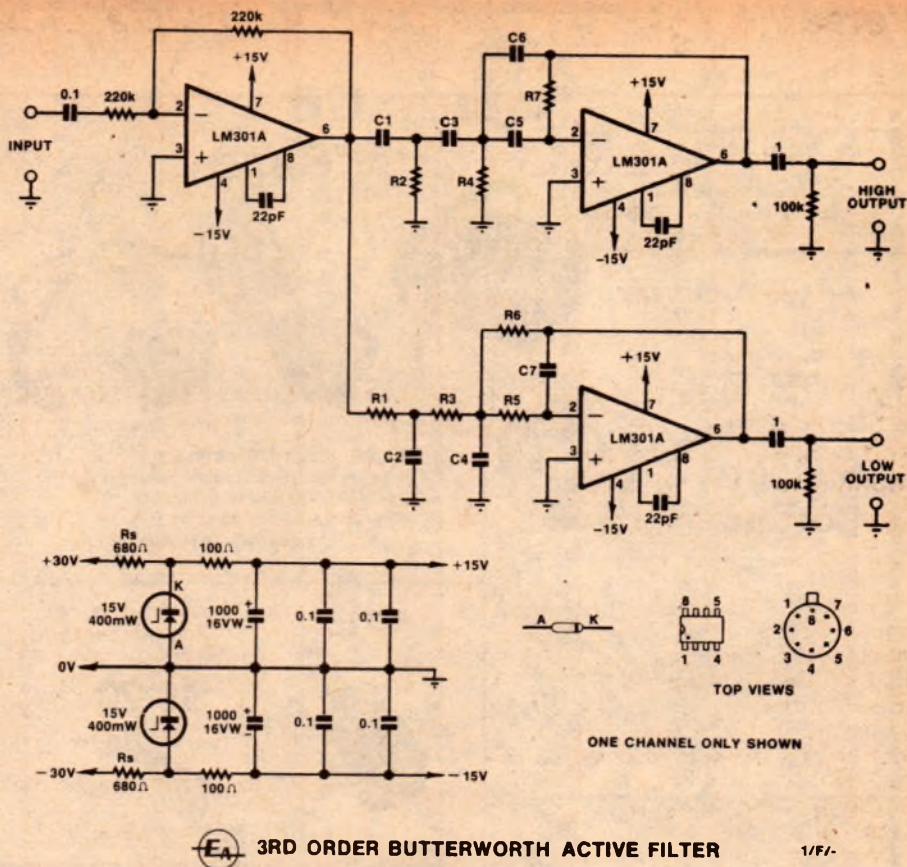 220k
+15V
0.1
220k
2
7
LM301A
6
INPUT
3
4
1
8
22pF
-15V
C1
C3
R2
R4
C6
R7
C5
+15V
2
7
LM301A
6
3
4
1
8
22pF
-15V
1
100k
HIGH
OUTPUT
R6
C7
R1
R3
R5
C2
C4
+15V
2
7
LM301A
6
3
4
1
8
22pF
-15V
1
100k
LOW
OUTPUT
Rs
680Ω
100Ω
+30V
+15V
K
15V
400mW
A
1000
16VW
+
-
0.1
0.1
0V
15V
400mW
1000
16VW
+
-
0.1
0.1
-30V
-15V
Rs
680Ω
100Ω
A
K
8 5
1 4
1
7
8
2
6
3
5
4
TOP VIEWS
ONE CHANNEL ONLY SHOWN
EA 3RD ORDER BUTTERWORTH ACTIVE FILTER 1/F/-